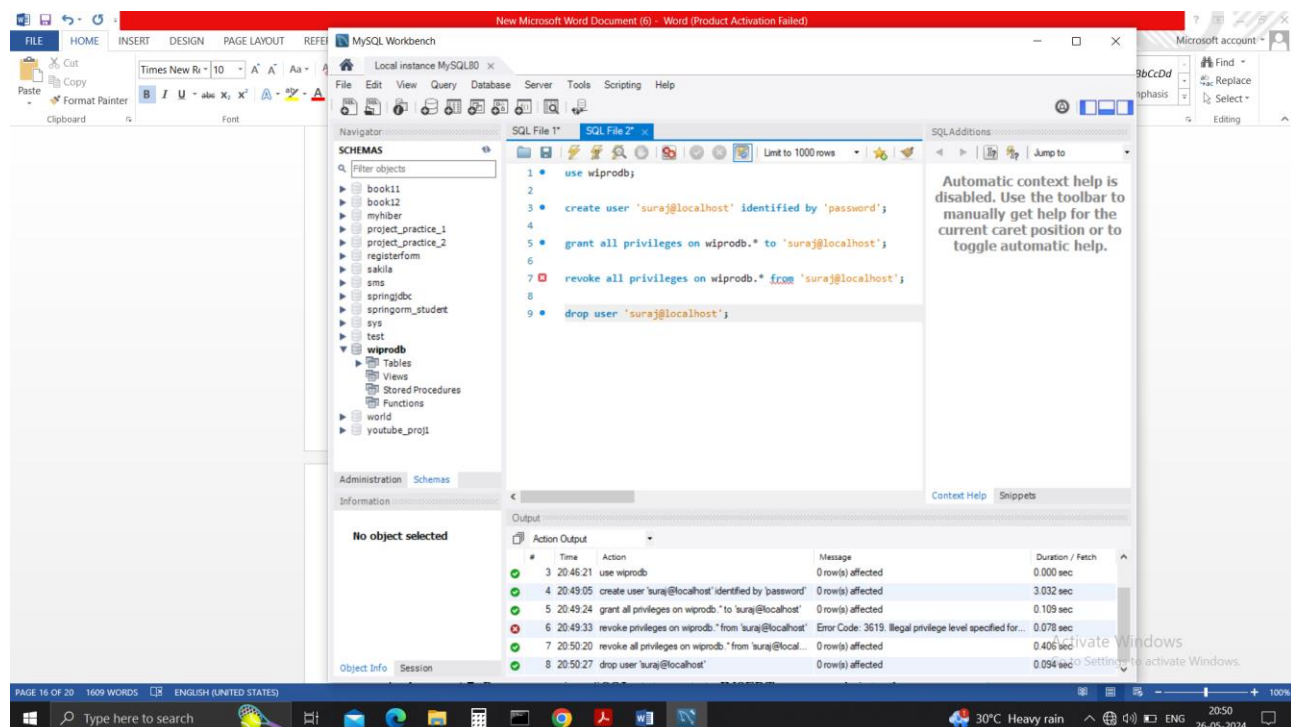 New Microsoft Word Document (6) - Word (Product Activation Failed)
FILE HOME INSERT DESIGN PAGE LAYOUT Microsoft account
Cut
Copy
Format Painter
Paste
Clipboard
Times New Ro 10
Font
Find
Replace
Select
Editing
MySQL Workbench
Local instance MySQL80
File Edit View Query Database Server Tools Scripting Help
Navigator
SCHEMAS
Filter objects
book11
book12
myhiber
project_practice_1
project_practice_2
registerform
sakila
sms
springjdbc
springorm_student
sys
test
wiprodb
Tables
Views
Stored Procedures
Functions
world
youtube_proj1
Administration Schemas
Information
No object selected
Object Info Session
SQL File 1* SQL File 2*
Limit to 1000 rows
1 use wiprodb;
2
3 create user 'suraj@localhost' identified by 'password';
4
5 grant all privileges on wiprodb.* to 'suraj@localhost';
6
7 revoke all privileges on wiprodb.* from 'suraj@localhost';
8
9 drop user 'suraj@localhost';
SQLAdditions
Jump to
Automatic context help is
disabled. Use the toolbar to
manually get help for the
current caret position or to
toggle automatic help.
Context Help Snippets
Output
Action Output
# Time Action Message Duration / Fetch
3 20:46:21 use wiprodb 0 row(s) affected 0.000 sec
4 20:49:05 create user 'suraj@localhost' identified by 'password' 0 row(s) affected 3.032 sec
5 20:49:24 grant all privileges on wiprodb.* to 'suraj@localhost' 0 row(s) affected 0.109 sec
6 20:49:33 revoke privileges on wiprodb.* from 'suraj@localhost' Error Code: 3619. Illegal privilege level specified for... 0.078 sec
7 20:50:20 revoke all privileges on wiprodb.* from 'suraj@local... 0 row(s) affected 0.406 sec
8 20:50:27 drop user 'suraj@localhost' 0 row(s) affected 0.094 sec
Activate Windows
Go to Settings to activate Windows.
PAGE 16 OF 20 1609 WORDS ENGLISH (UNITED STATES) 100%
Type here to search
30°C Heavy rain ENG
20:50
26-05-2024